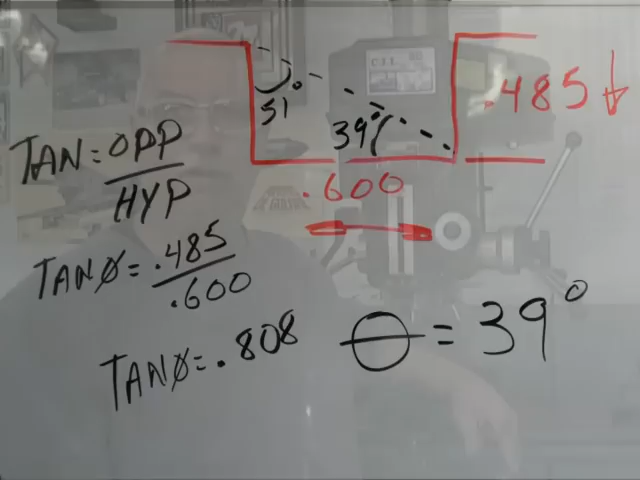 51°
.485 ↓
39°
.600
TAN = OPP
HYP
TANØ = .485
.600
TANØ = .808
Θ = 39°